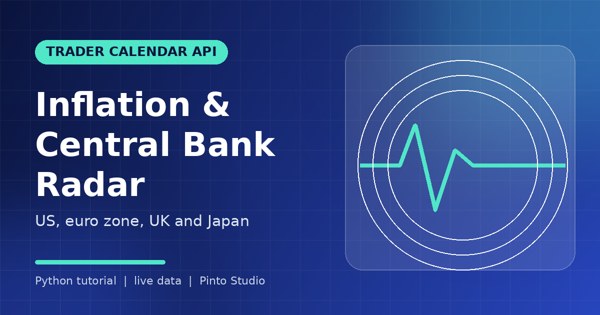 TRADER CALENDAR API
Inflation &
Central Bank
Radar
US, euro zone, UK and Japan
Python tutorial | live data | Pinto Studio